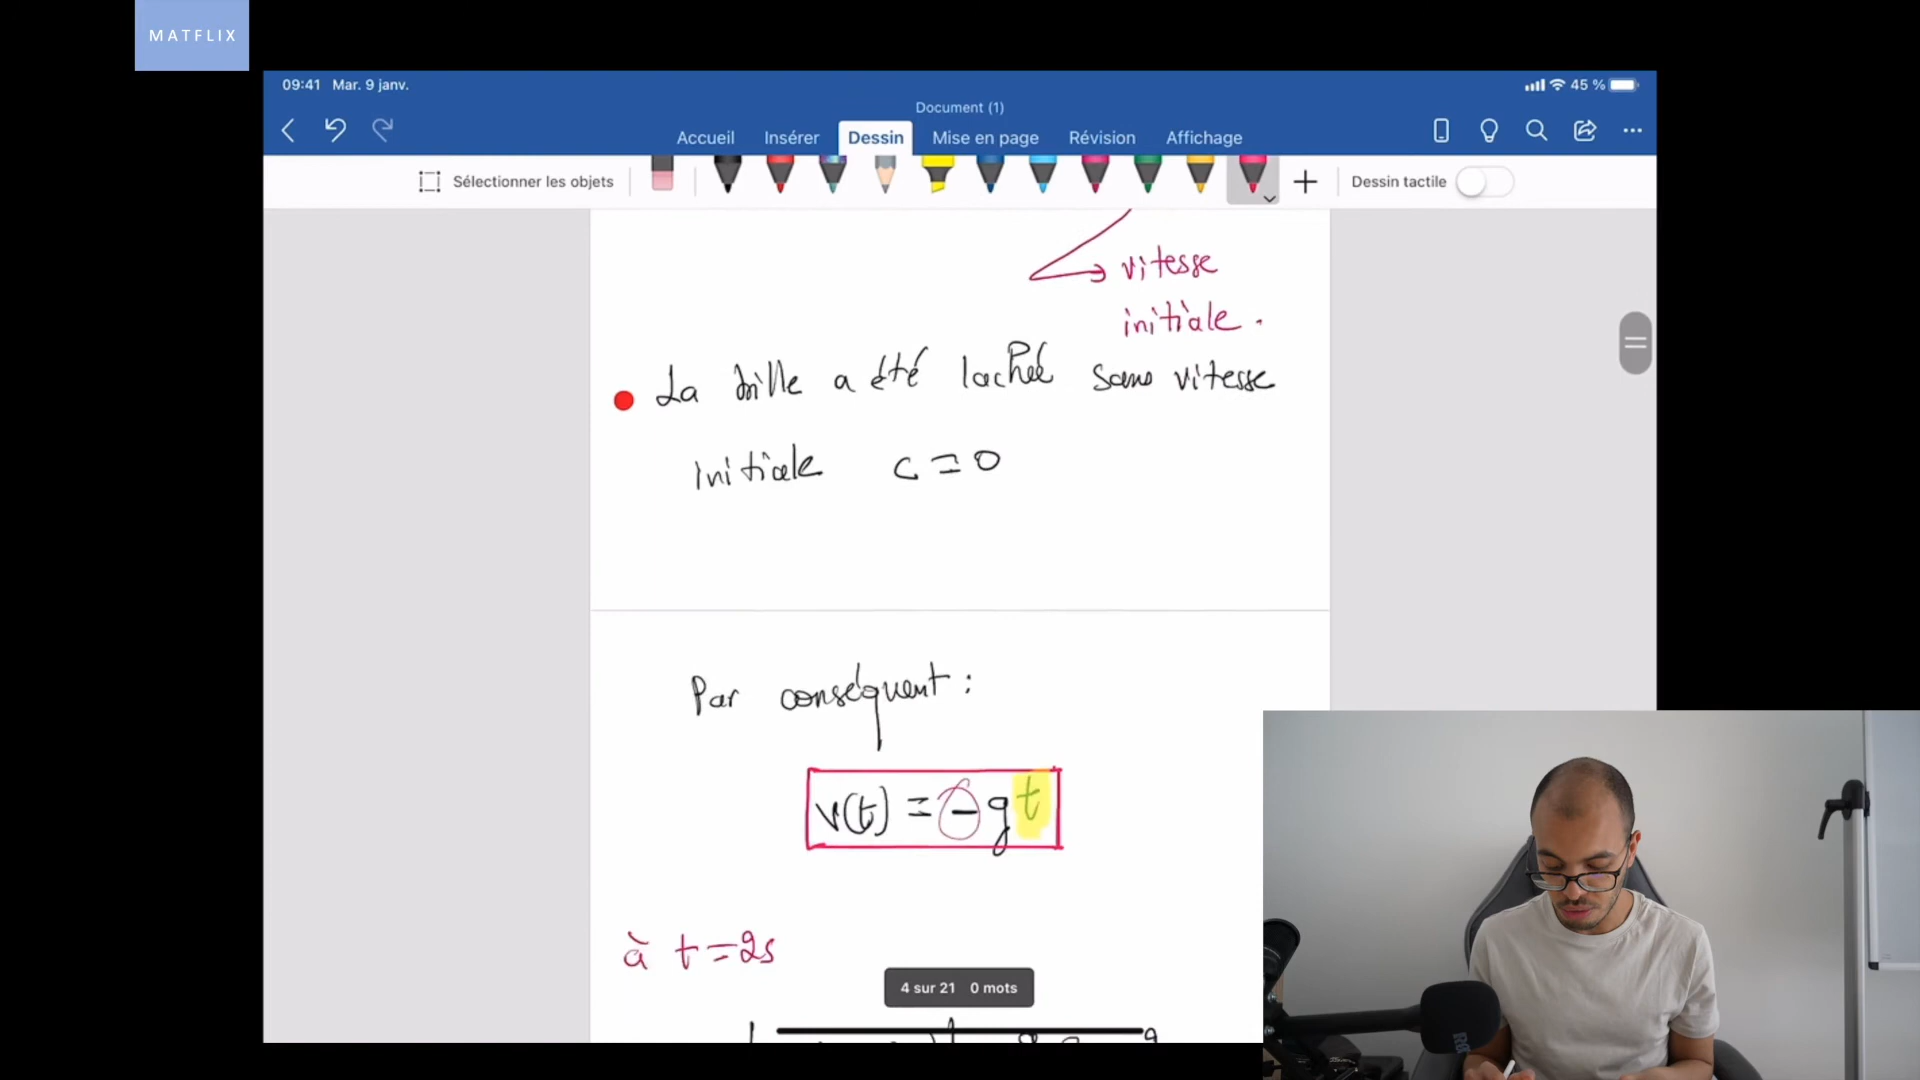 MATFLIX
09:41 Mar. 9 janv.
45 %
Document (1)
Accueil Insérer Dessin Mise en page Révision Affichage
Sélectionner les objets
Dessin tactile
vitesse
initiale.
La bille a été lachée sans vitesse
initiale c = 0
Par conséquent :
v(t) = - g t
à t = 2s
4 sur 21 0 mots